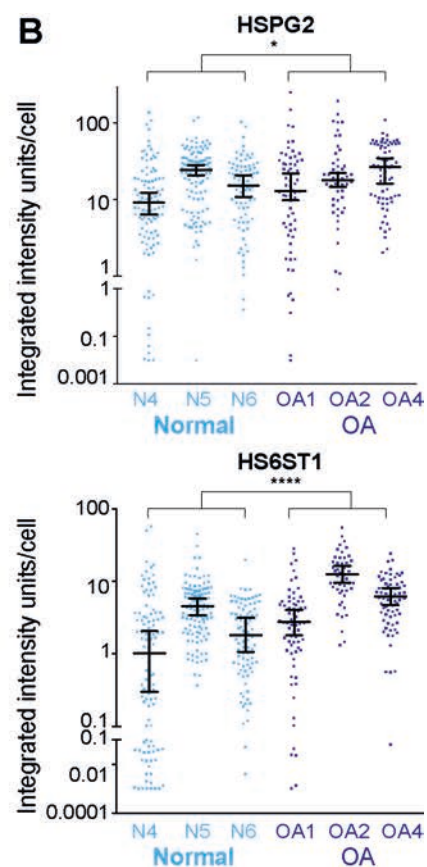 B
HSPG2
*
Integrated intensity units/cell
100
10
1
1
0.1
0.001
N4 N5 N6 OA1 OA2 OA4
Normal OA
HS6ST1
****
Integrated intensity units/cell
100
10
1
0.1
0.1
0.01
0.0001
N4 N5 N6 OA1 OA2 OA4
Normal OA